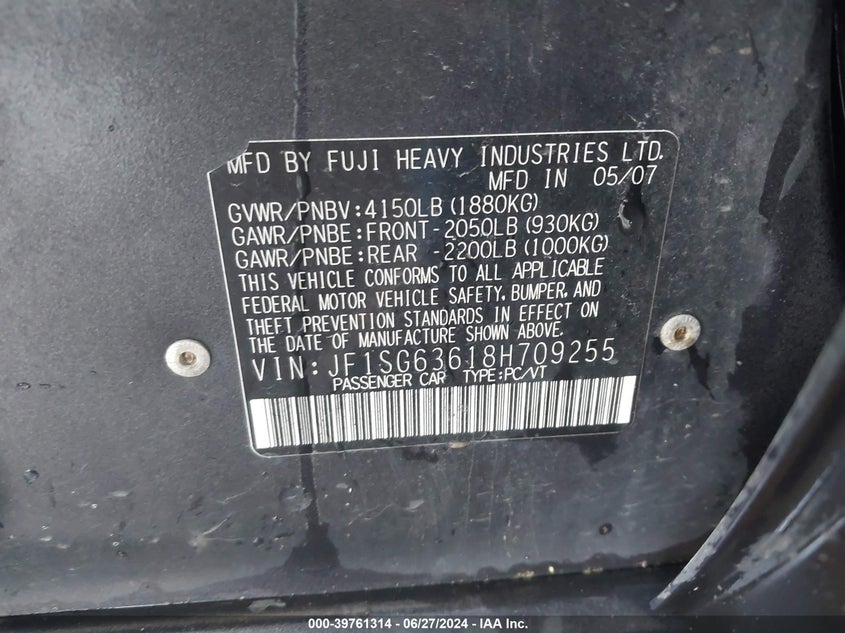 MFD BY FUJI HEAVY INDUSTRIES LTD.
MFD IN 05/07
GVWR/PNBV:4150LB(1880KG)
GAWR/PNBE:FRONT-2050LB(930KG)
GAWR/PNBE:REAR -2200LB(1000KG)
THIS VEHICLE CONFORMS TO ALL APPLICABLE
FEDERAL MOTOR VEHICLE SAFETY, BUMPER, AND
THEFT PREVENTION STANDARDS IN EFFECT ON
THE DATE OF MANUFACTURE SHOWN ABOVE.
VIN:JF1SG63618H709255
PASSENGER CAR TYPE:PC/VT
000-39761314 / 06/27/2024 - IAA Inc.